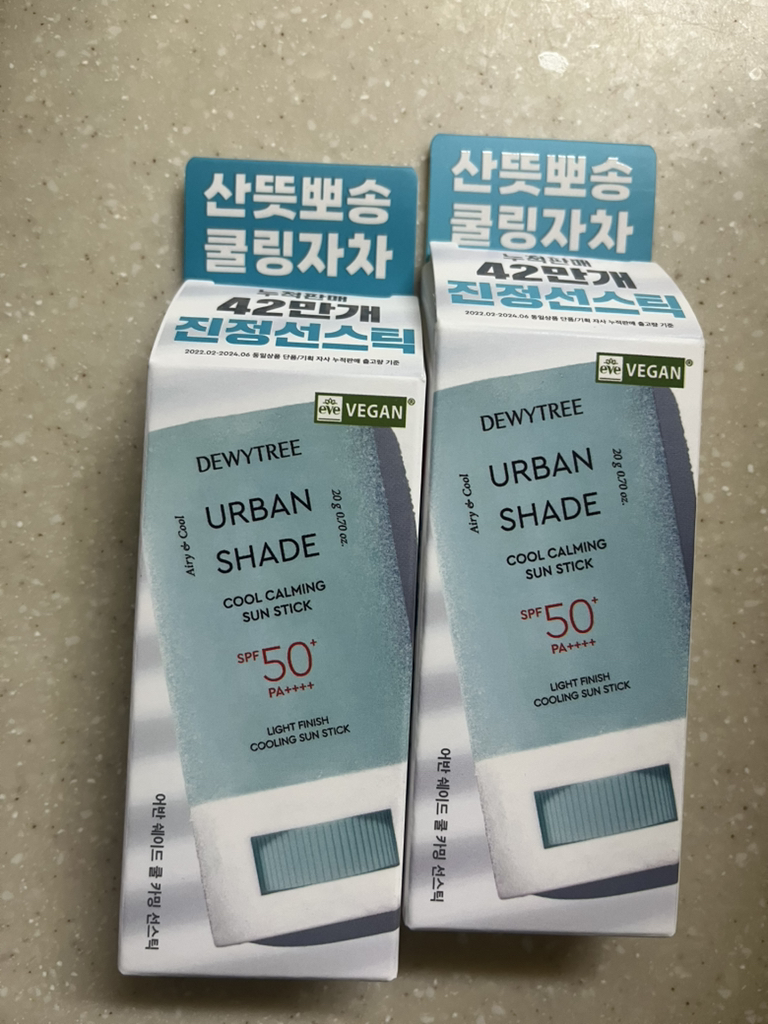 산뜻뽀송
쿨링자차
누적판매
42만개
진정선스틱
2022.02-2024.06 동일상품 단품/기획 자사 누적판매 출고량 기준
eve VEGAN®
DEWYTREE
Airy & Cool
URBAN
SHADE
20 g 0.70 oz.
COOL CALMING
SUN STICK
SPF 50+
PA++++
LIGHT FINISH
COOLING SUN STICK
어반 쉐이드 쿨 카밍 선스틱
산뜻뽀송
쿨링자차
누적판매
42만개
진정선스틱
2022.02-2024.06 동일상품 단품/기획 자사 누적판매 출고량 기준
eve VEGAN®
DEWYTREE
Airy & Cool
URBAN
SHADE
20 g 0.70 oz.
COOL CALMING
SUN STICK
SPF 50+
PA++++
LIGHT FINISH
COOLING SUN STICK
어반 쉐이드 쿨 카밍 선스틱